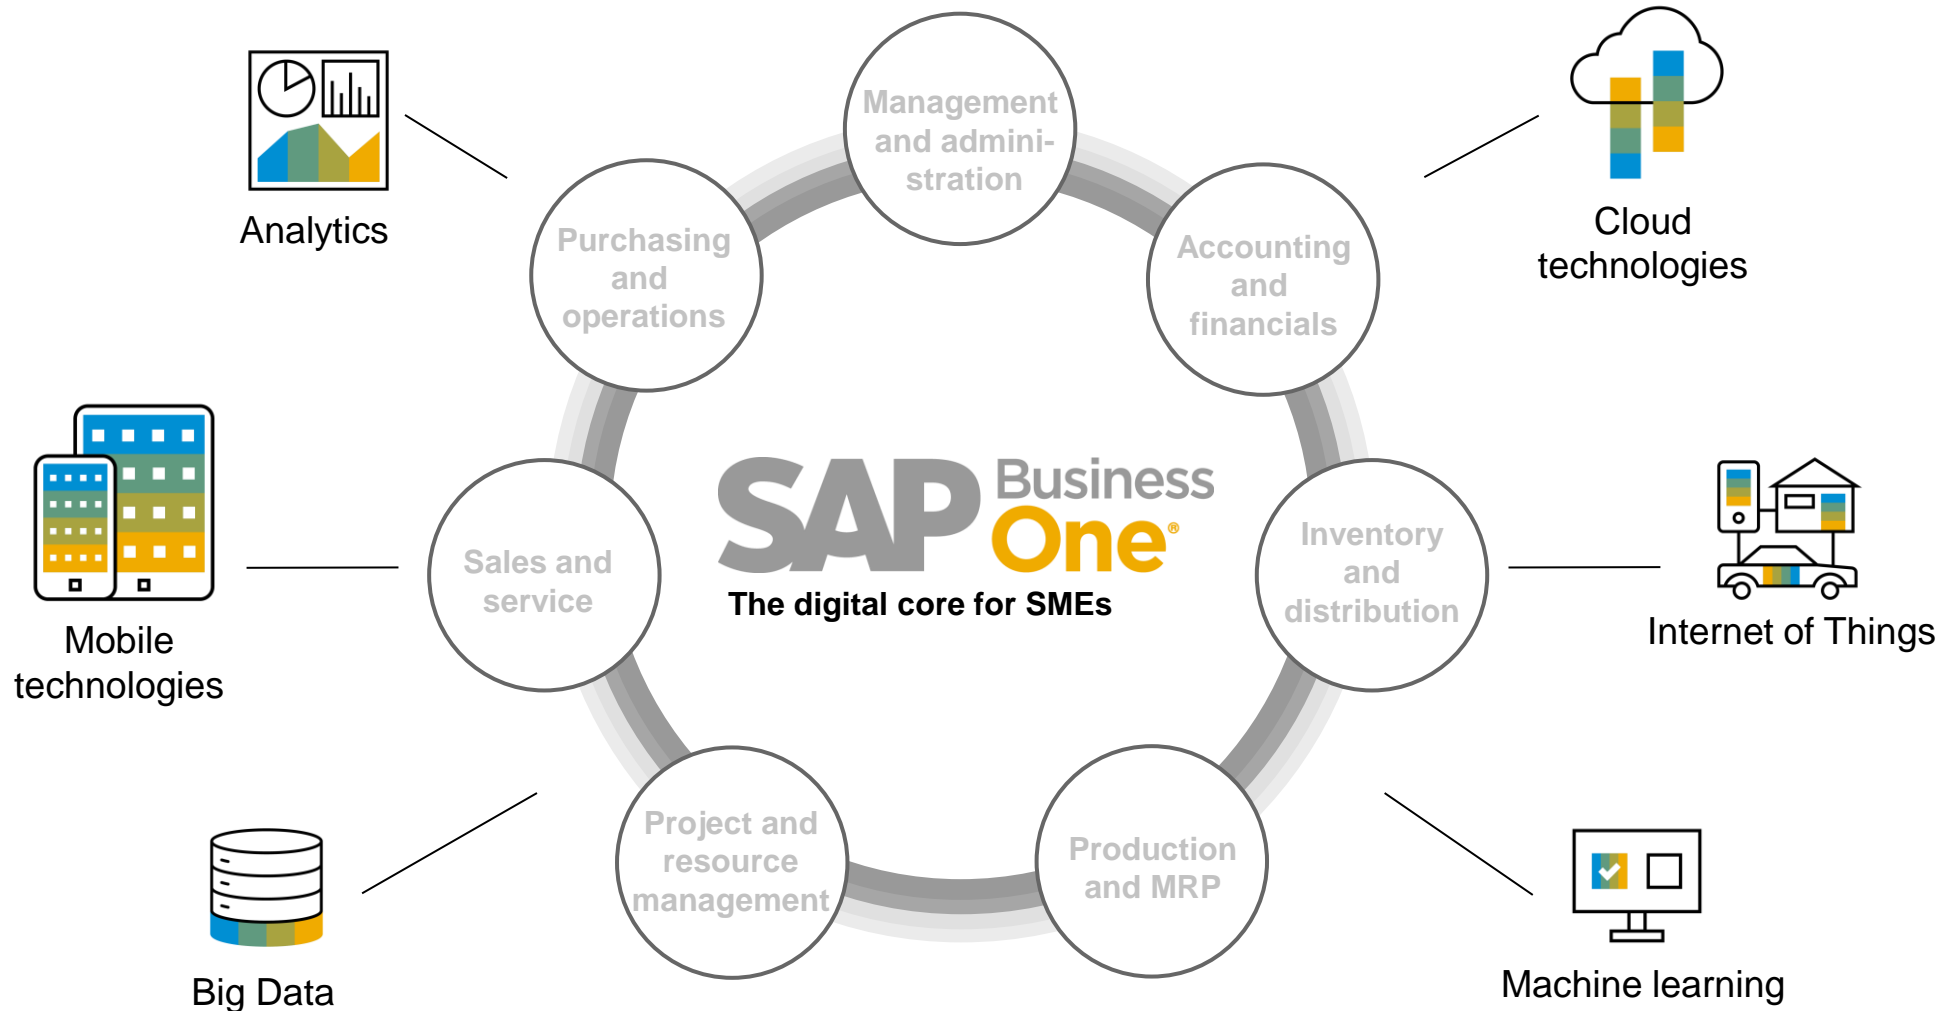 Management
and admini-
stration
Analytics
Purchasing
and
operations
Accounting
and
financials
Cloud
technologies
SAP Business
One®
The digital core for SMEs
Mobile
technologies
Sales and
service
Inventory
and
distribution
Internet of Things
Project and
resource
management
Production
and MRP
Big Data
Machine learning